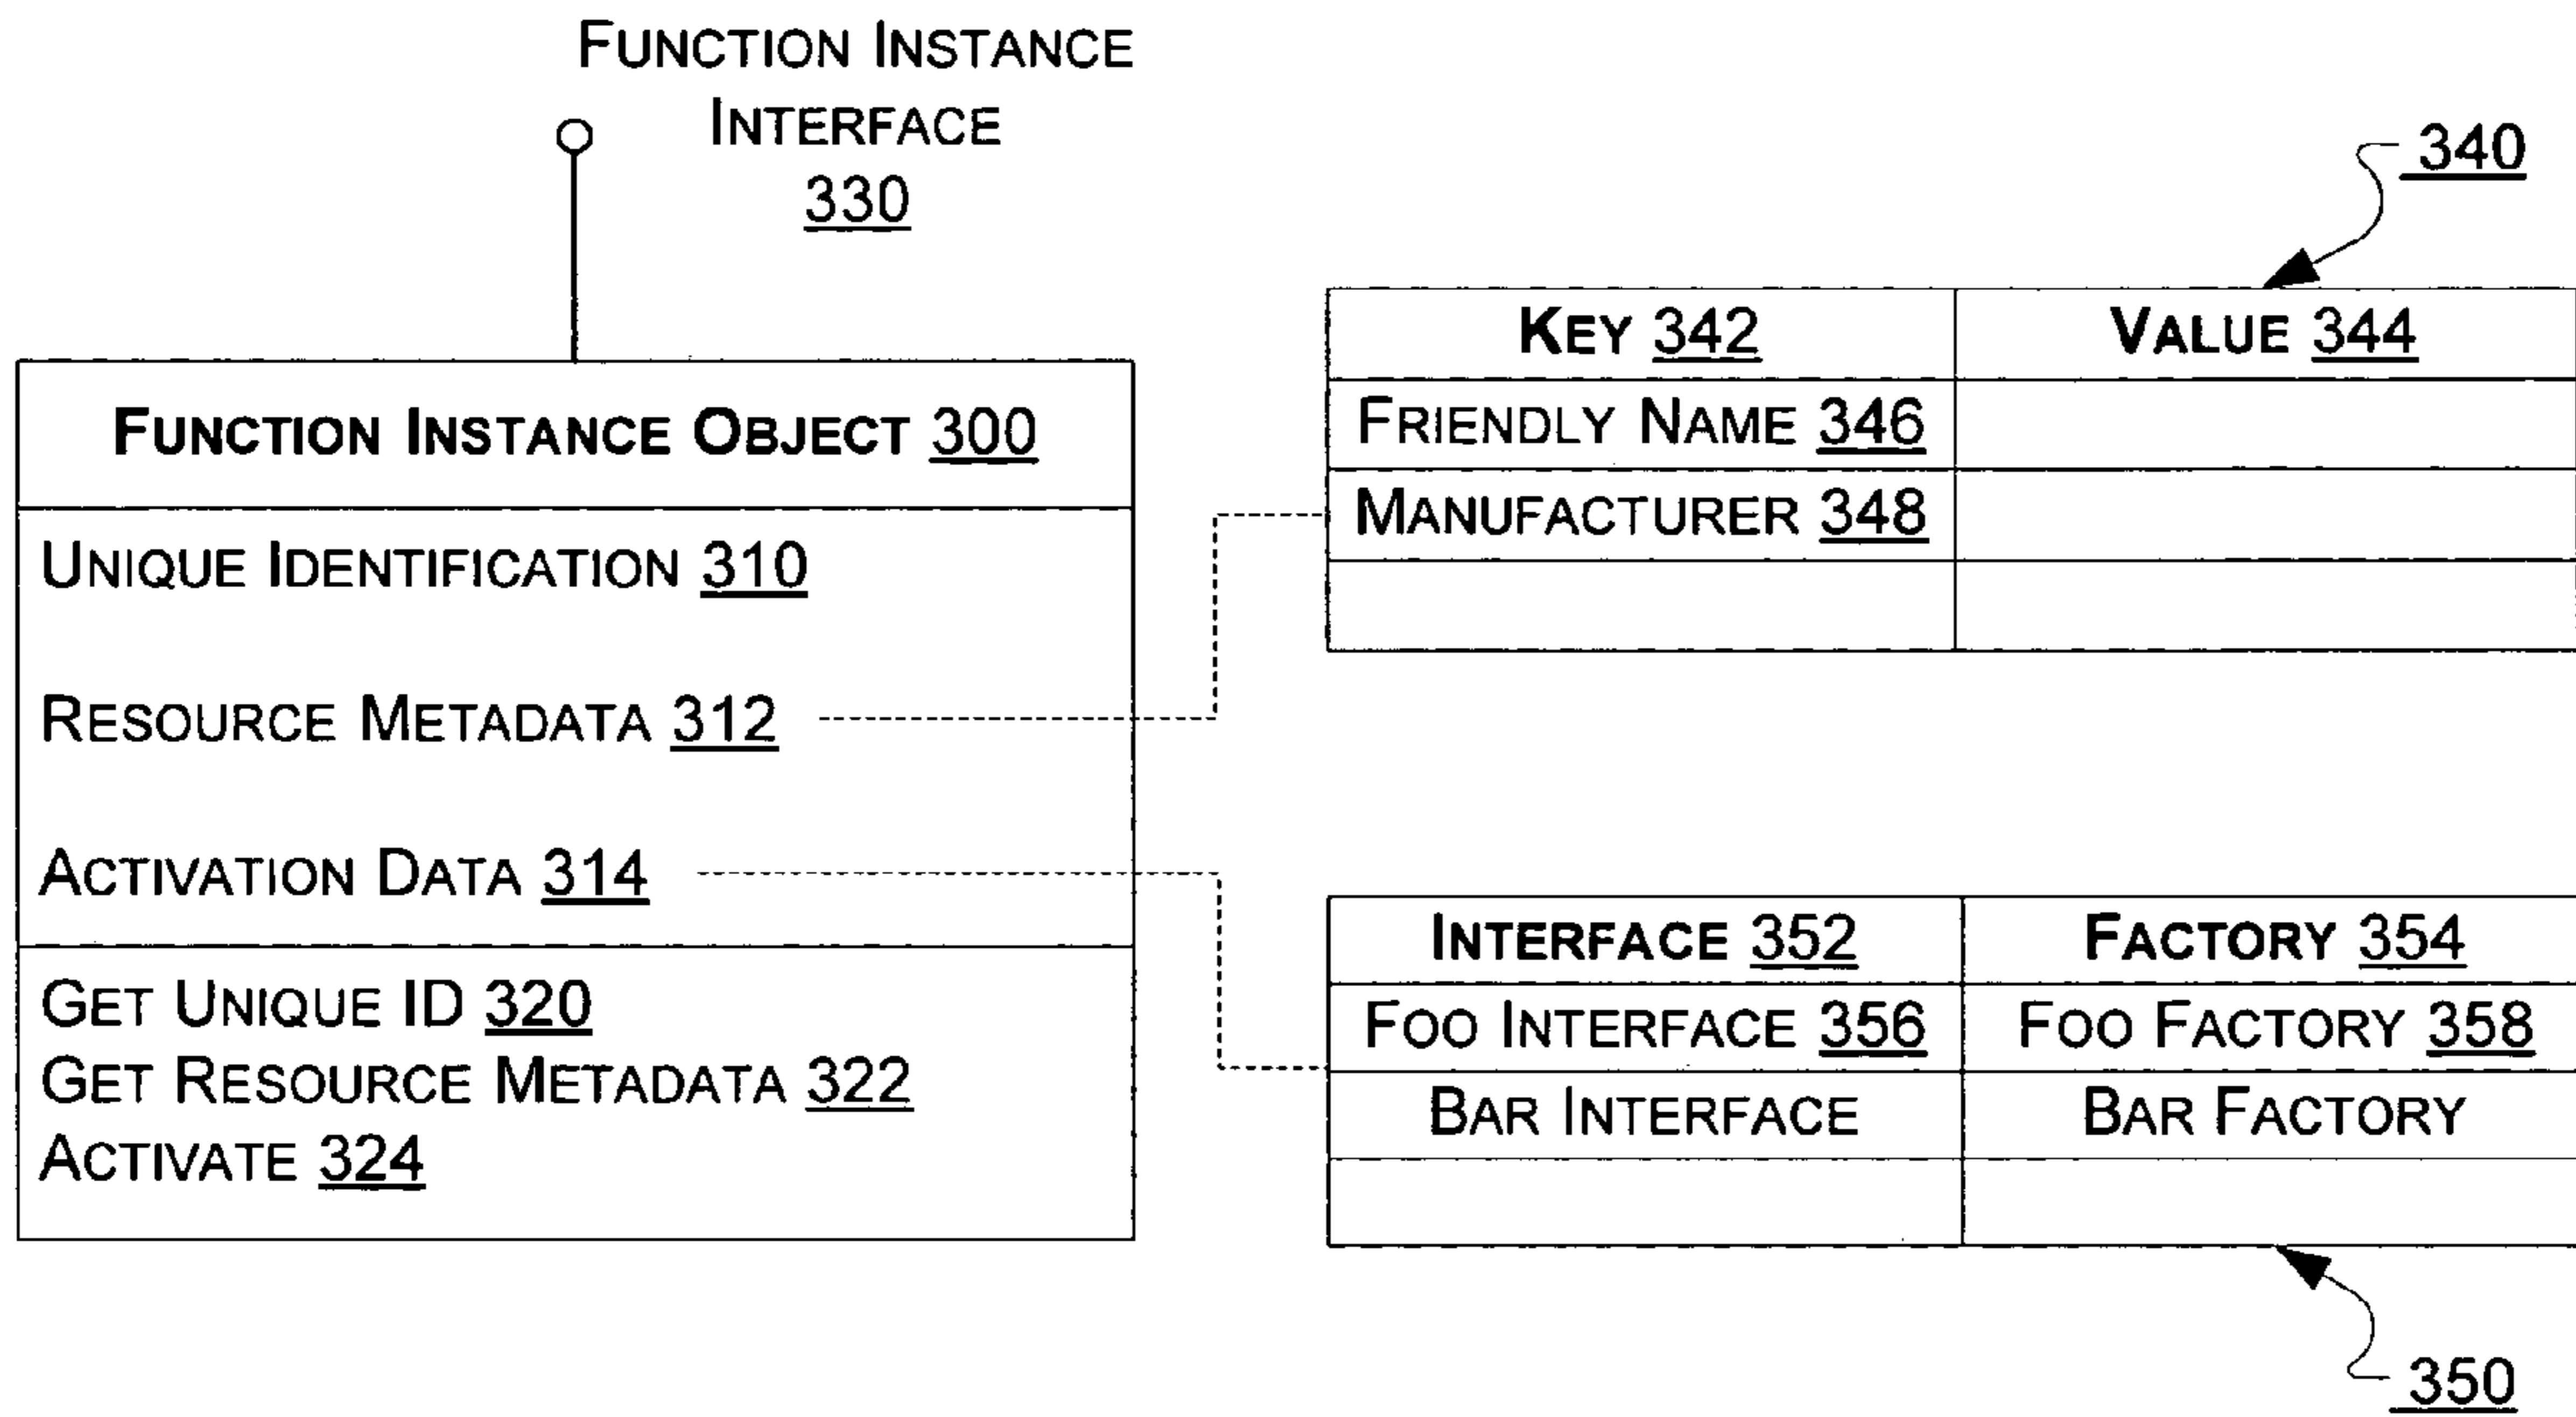 FUNCTION INSTANCE
INTERFACE
330
FUNCTION INSTANCE OBJECT 300
UNIQUE IDENTIFICATION 310
RESOURCE METADATA 312
ACTIVATION DATA 314
GET UNIQUE ID 320
GET RESOURCE METADATA 322
ACTIVATE 324
340
KEY 342 VALUE 344
FRIENDLY NAME 346
MANUFACTURER 348
INTERFACE 352 FACTORY 354
FOO INTERFACE 356 FOO FACTORY 358
BAR INTERFACE BAR FACTORY
350